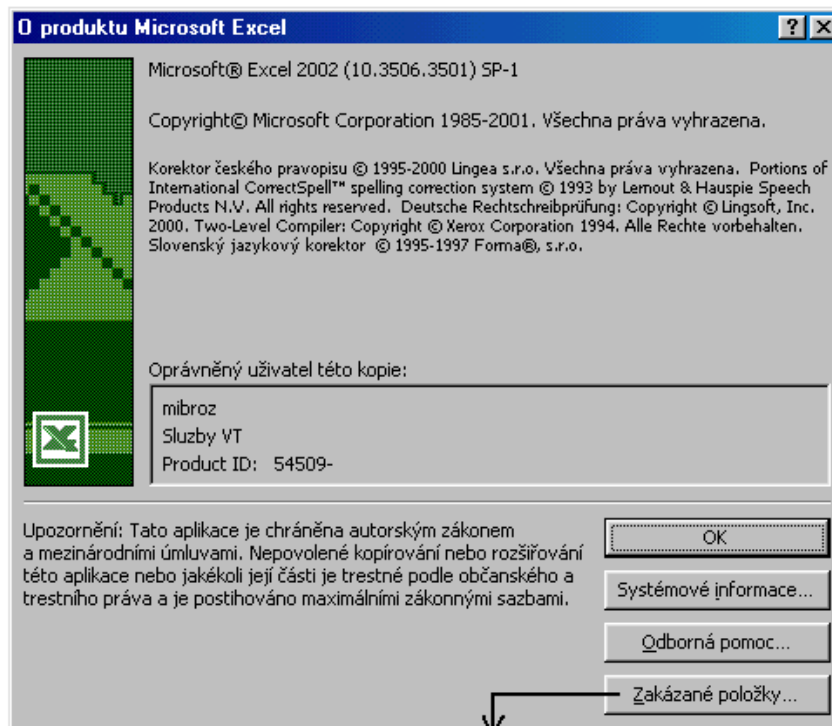 O produktu Microsoft Excel
Microsoft® Excel 2002 (10.3506.3501) SP-1
Copyright© Microsoft Corporation 1985-2001. Všechna práva vyhrazena.
Korektor českého pravopisu © 1995-2000 Lingea s.r.o. Všechna práva vyhrazena. Portions of
International CorrectSpell™ spelling correction system © 1993 by Lernout & Hauspie Speech
Products N.V. All rights reserved. Deutsche Rechtschreibprüfung: Copyright © Lingsoft, Inc.
2000. Two-Level Compiler: Copyright © Xerox Corporation 1994. Alle Rechte vorbehalten.
Slovenský jazykový korektor © 1995-1997 Forma®, s.r.o.
Oprávněný uživatel této kopie:
mibroz
Sluzby VT
Product ID: 54509-
Upozornění: Tato aplikace je chráněna autorským zákonem
a mezinárodními úmluvami. Nepovolené kopírování nebo rozšiřování
této aplikace nebo jakékoli její části je trestné podle občanského a
trestního práva a je postihováno maximálními zákonnými sazbami.
OK
Systémové informace...
Odborná pomoc...
Zakázané položky...